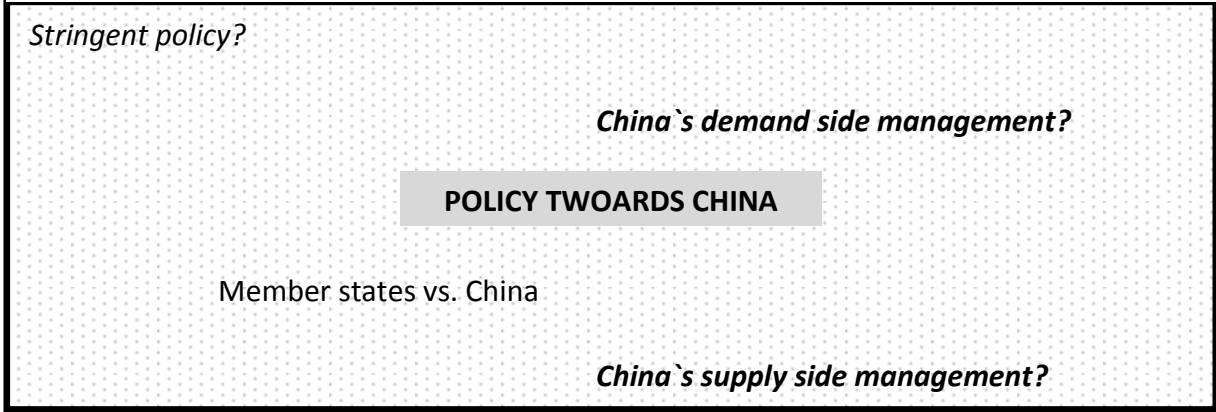 Stringent policy?
China`s demand side management?
POLICY TWOARDS CHINA
Member states vs. China
China`s supply side management?